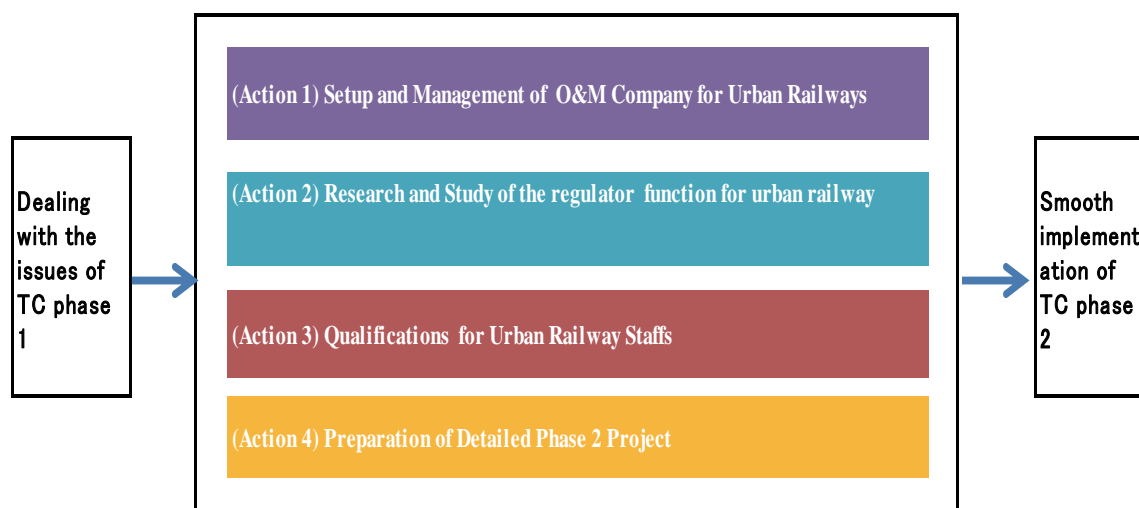 Dealing
with the
issues of
TC phase
1
(Action 1) Setup and Management of O&M Company for Urban Railways
(Action 2) Research and Study of the regulator function for urban railway
(Action 3) Qualifications for Urban Railway Staffs
(Action 4) Preparation of Detailed Phase 2 Project
Smooth
implement
ation of
TC phase
2